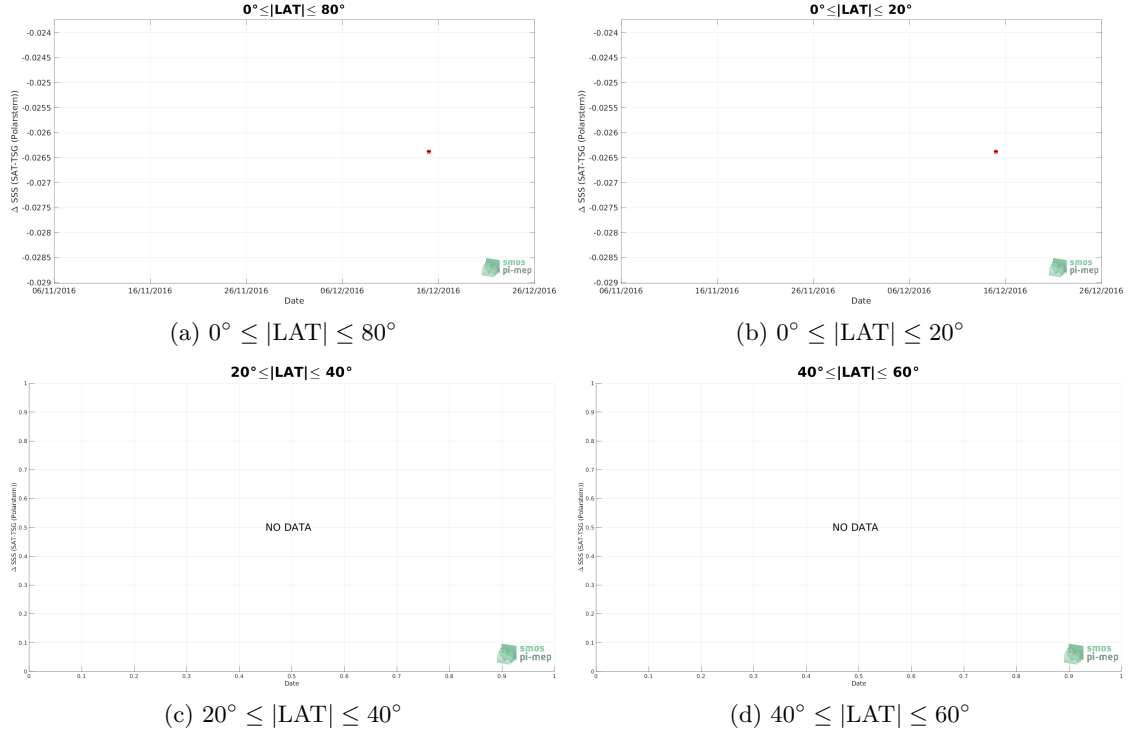 0°≤|LAT|≤ 80°
-0.024
-0.0245
-0.025
-0.0255
-0.026
-0.0265
-0.027
-0.0275
-0.028
-0.0285
-0.029
Δ SSS (SAT-TSG (Polarstern))
06/11/2016 16/11/2016 26/11/2016 06/12/2016 16/12/2016 26/12/2016
Date
smos
pi-mep
(a) 0° ≤ |LAT| ≤ 80°
0°≤|LAT|≤ 20°
-0.024
-0.0245
-0.025
-0.0255
-0.026
-0.0265
-0.027
-0.0275
-0.028
-0.0285
-0.029
Δ SSS (SAT-TSG (Polarstern))
06/11/2016 16/11/2016 26/11/2016 06/12/2016 16/12/2016 26/12/2016
Date
smos
pi-mep
(b) 0° ≤ |LAT| ≤ 20°
20°≤|LAT|≤ 40°
1
0.9
0.8
0.7
0.6
0.5
0.4
0.3
0.2
0.1
0
Δ SSS (SAT-TSG (Polarstern))
NO DATA
0 0.1 0.2 0.3 0.4 0.5 0.6 0.7 0.8 0.9 1
Date
smos
pi-mep
(c) 20° ≤ |LAT| ≤ 40°
40°≤|LAT|≤ 60°
1
0.9
0.8
0.7
0.6
0.5
0.4
0.3
0.2
0.1
0
Δ SSS (SAT-TSG (Polarstern))
NO DATA
0 0.1 0.2 0.3 0.4 0.5 0.6 0.7 0.8 0.9 1
Date
smos
pi-mep
(d) 40° ≤ |LAT| ≤ 60°